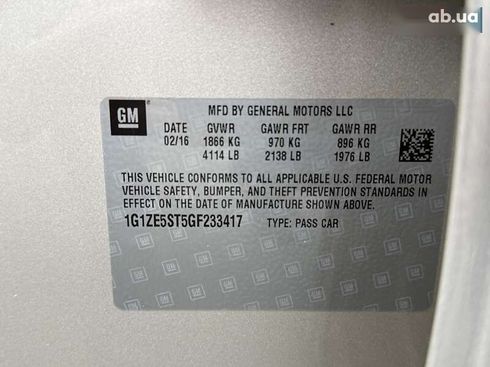 ab.ua
GM
MFD BY GENERAL MOTORS LLC
DATE GVWR GAWR FRT GAWR RR
02/16 1866 KG 970 KG 896 KG
4114 LB 2138 LB 1976 LB
THIS VEHICLE CONFORMS TO ALL APPLICABLE U.S. FEDERAL MOTOR
VEHICLE SAFETY, BUMPER, AND THEFT PREVENTION STANDARDS IN
EFFECT ON THE DATE OF MANUFACTURE SHOWN ABOVE.
1G1ZE5ST5GF233417 TYPE: PASS CAR